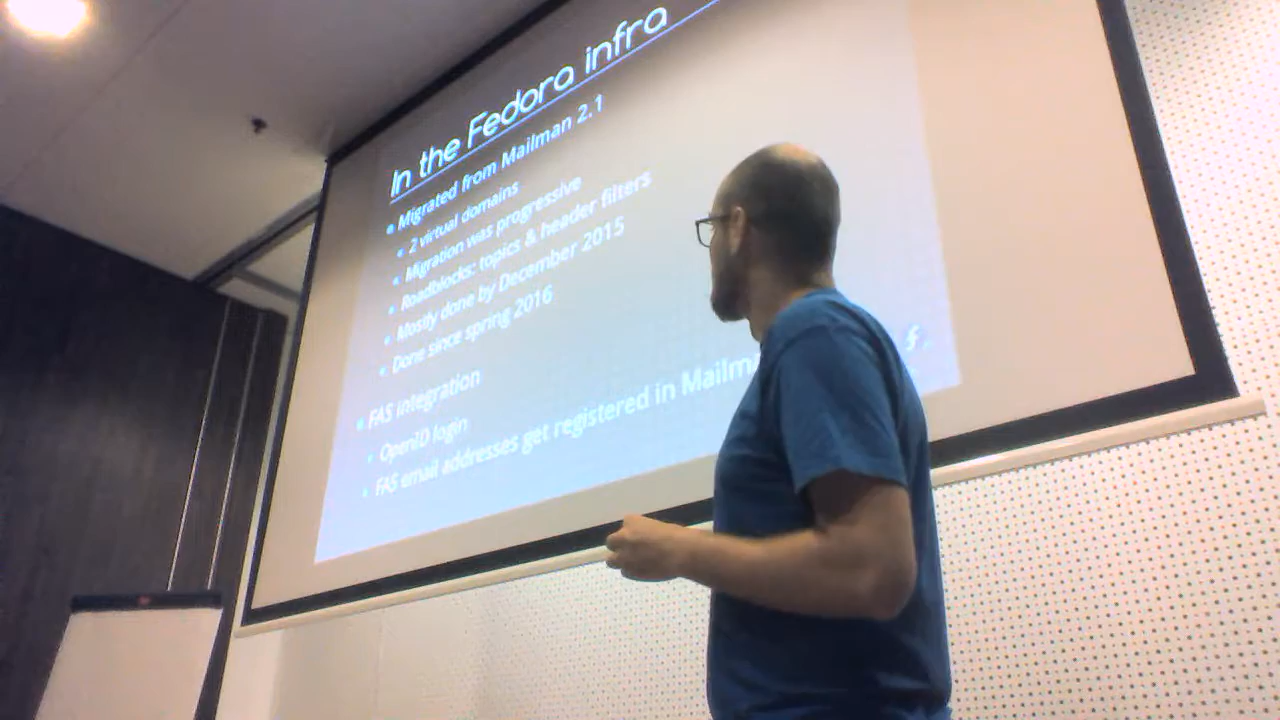 In the Fedora infra
Migrated from Mailman 2.1
2 virtual domains
Migration was progressive
Roadblocks: topics & header filters
Mostly done by December 2015
Done since spring 2016
FAS integration
OpenID login
FAS email addresses get registered in Mailm